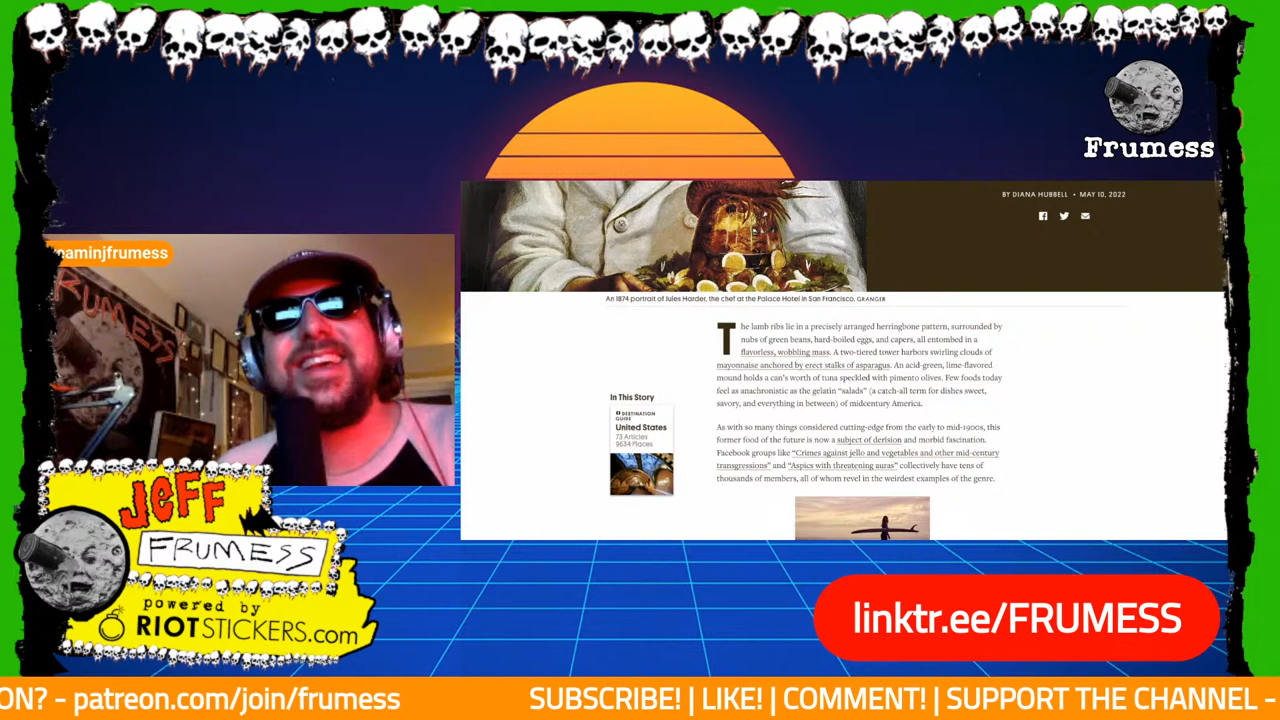 Frumess
BY DIANA HUBBELL • MAY 10, 2022
eaminjfrumess
FRUMESS
An 1874 portrait of Jules Harder, the chef at the Palace Hotel in San Francisco. GRANGER
The lamb ribs lie in a precisely arranged herringbone pattern, surrounded by
nubs of green beans, hard-boiled eggs, and capers, all entombed in a
flavorless, wobbling mass. A two-tiered tower harbors swirling clouds of
mayonnaise anchored by erect stalks of asparagus. An acid-green, lime-flavored
mound holds a can's worth of tuna speckled with pimento olives. Few foods today
feel as anachronistic as the gelatin “salads” (a catch-all term for dishes sweet,
savory, and everything in between) of midcentury America.
In This Story
DESTINATION
GUIDE
United States
73 Articles
9634 Places
As with so many things considered cutting-edge from the early to mid-1900s, this
former food of the future is now a subject of derision and morbid fascination.
Facebook groups like “Crimes against jello and vegetables and other mid-century
transgressions” and “Aspics with threatening auras” collectively have tens of
thousands of members, all of whom revel in the weirdest examples of the genre.
JEFF
FRUMESS
powered by
RIOTSTICKERS.com
linktr.ee/FRUMESS
ON? - patreon.com/join/frumess SUBSCRIBE! | LIKE! | COMMENT! | SUPPORT THE CHANNEL -